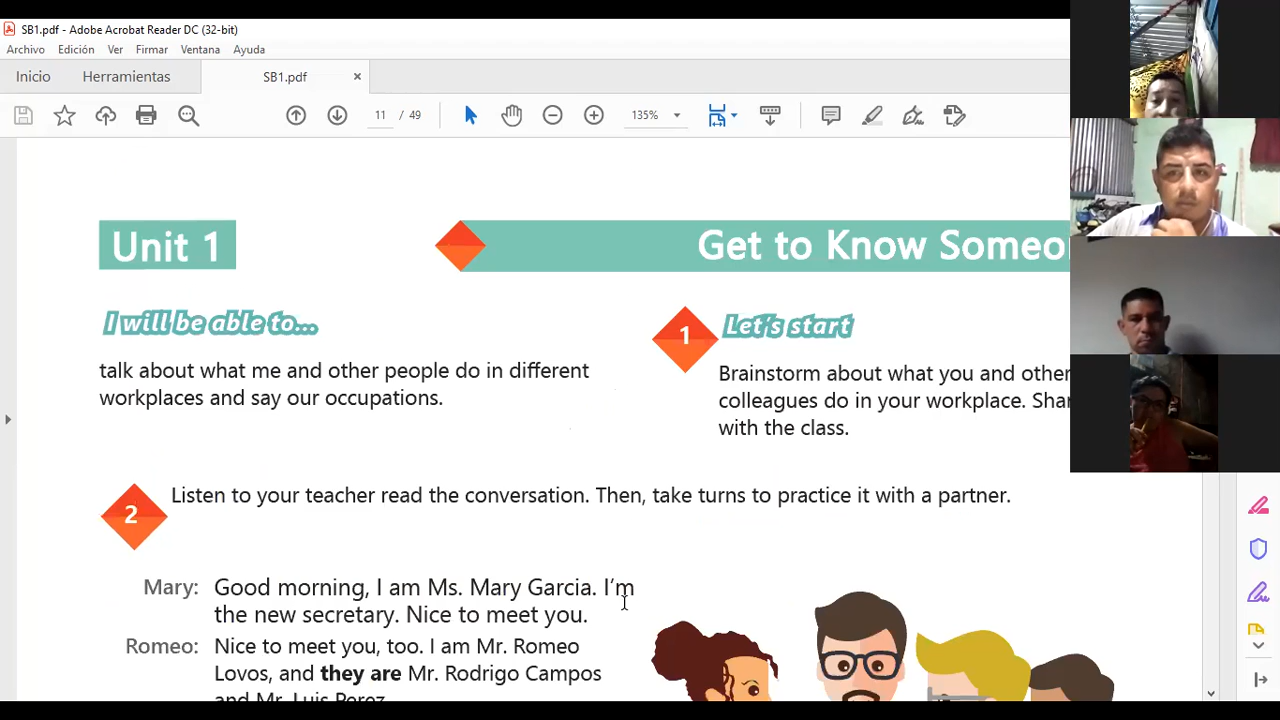 SB1.pdf - Adobe Acrobat Reader DC (32-bit)
Archivo Edición Ver Firmar Ventana Ayuda
Inicio Herramientas SB1.pdf ×
11 / 49 135%
Unit 1
Get to Know Someo
I will be able to...
talk about what me and other people do in different
workplaces and say our occupations.
1 Let's start
Brainstorm about what you and other
colleagues do in your workplace. Shar
with the class.
2 Listen to your teacher read the conversation. Then, take turns to practice it with a partner.
Mary: Good morning, I am Ms. Mary Garcia. I'm
the new secretary. Nice to meet you.
Romeo: Nice to meet you, too. I am Mr. Romeo
Lovos, and they are Mr. Rodrigo Campos
and Mr. Luis Perez